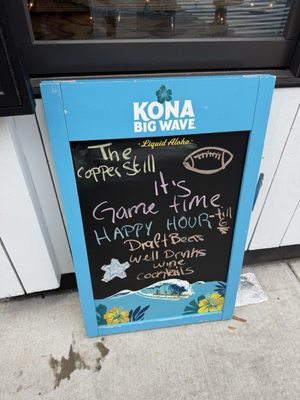 KONA
BIG WAVE
Liquid Aloha
The
Copper Still
It's
Game time
HAPPY HOUR-till
6
Draft Beers
Well Drinks
wine
cocktails